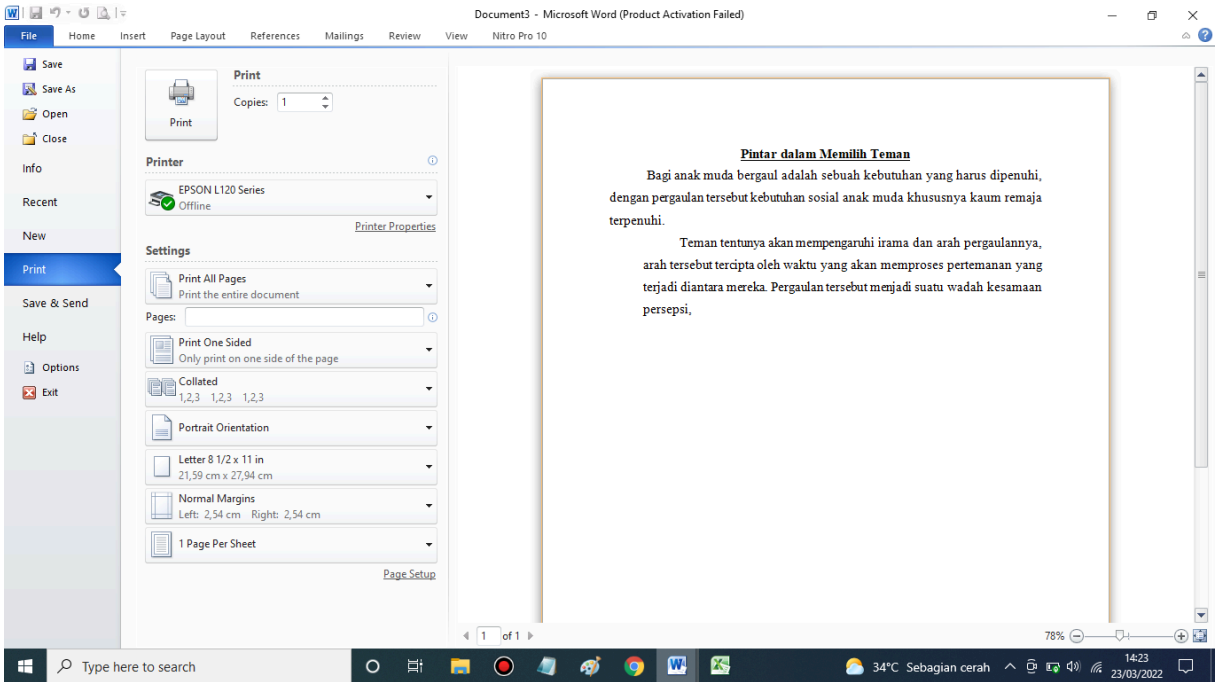 Document3 - Microsoft Word (Product Activation Failed)
File Home Insert Page Layout References Mailings Review View Nitro Pro 10
Save
Save As
Open
Close
Info
Recent
New
Print
Save & Send
Help
Options
Exit
Print
Print
Copies: 1
Printer
EPSON L120 Series
Offline
Printer Properties
Settings
Print All Pages
Print the entire document
Pages:
Print One Sided
Only print on one side of the page
Collated
1,2,3 1,2,3 1,2,3
Portrait Orientation
Letter 8 1/2 x 11 in
21,59 cm x 27,94 cm
Normal Margins
Left: 2,54 cm Right: 2,54 cm
1 Page Per Sheet
Page Setup
Pintar dalam Memilih Teman
Bagi anak muda bergaul adalah sebuah kebutuhan yang harus dipenuhi,
dengan pergaulan tersebut kebutuhan sosial anak muda khususnya kaum remaja
terpenuhi.
Teman tentunya akan mempengaruhi irama dan arah pergaulannya,
arah tersebut tercipta oleh waktu yang akan memproses pertemanan yang
terjadi diantara mereka. Pergaulan tersebut menjadi suatu wadah kesamaan
persepsi,
1 of 1
78%
Type here to search
34°C Sebagian cerah
14:23
23/03/2022